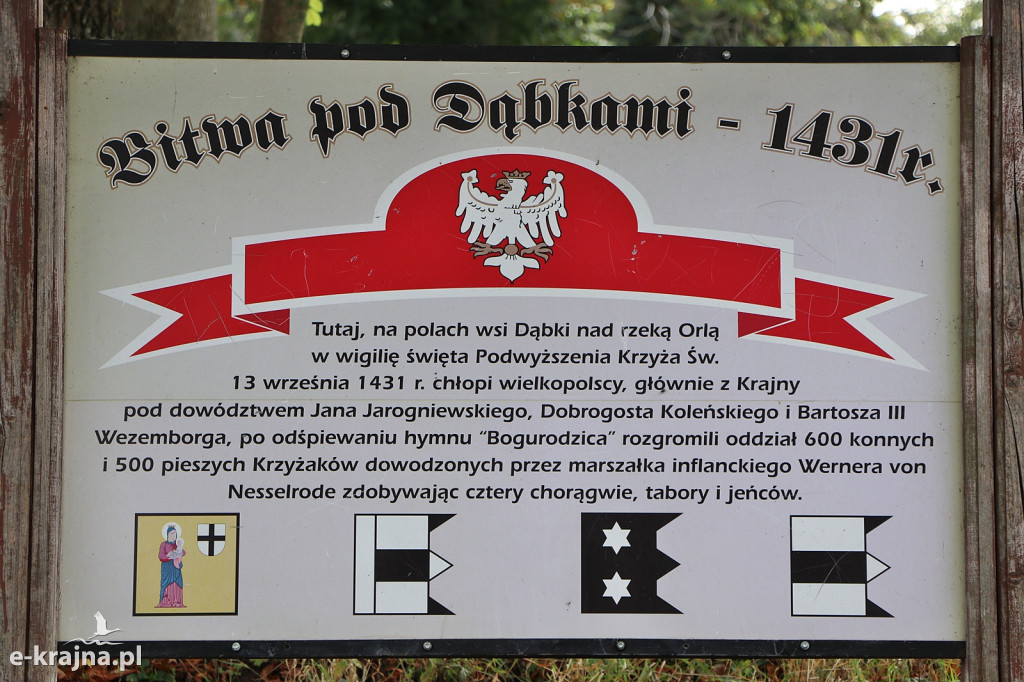 Bitwa pod Dąbkami - 1431r.
Tutaj, na polach wsi Dąbki nad rzeką Orlą
w wigilię święta Podwyższenia Krzyża Św.
13 września 1431 r. chłopi wielkopolscy, głównie z Krajny
pod dowództwem Jana Jarogniewskiego, Dobrogosta Koleńskiego i Bartosza III
Wezemborga, po odśpiewaniu hymnu “Bogurodzica” rozgromili oddział 600 konnych
i 500 pieszych Krzyżaków dowodzonych przez marszałka inflanckiego Wernera von
Nesselrode zdobywając cztery chorągwie, tabory i jeńców.
e-krajna.pl